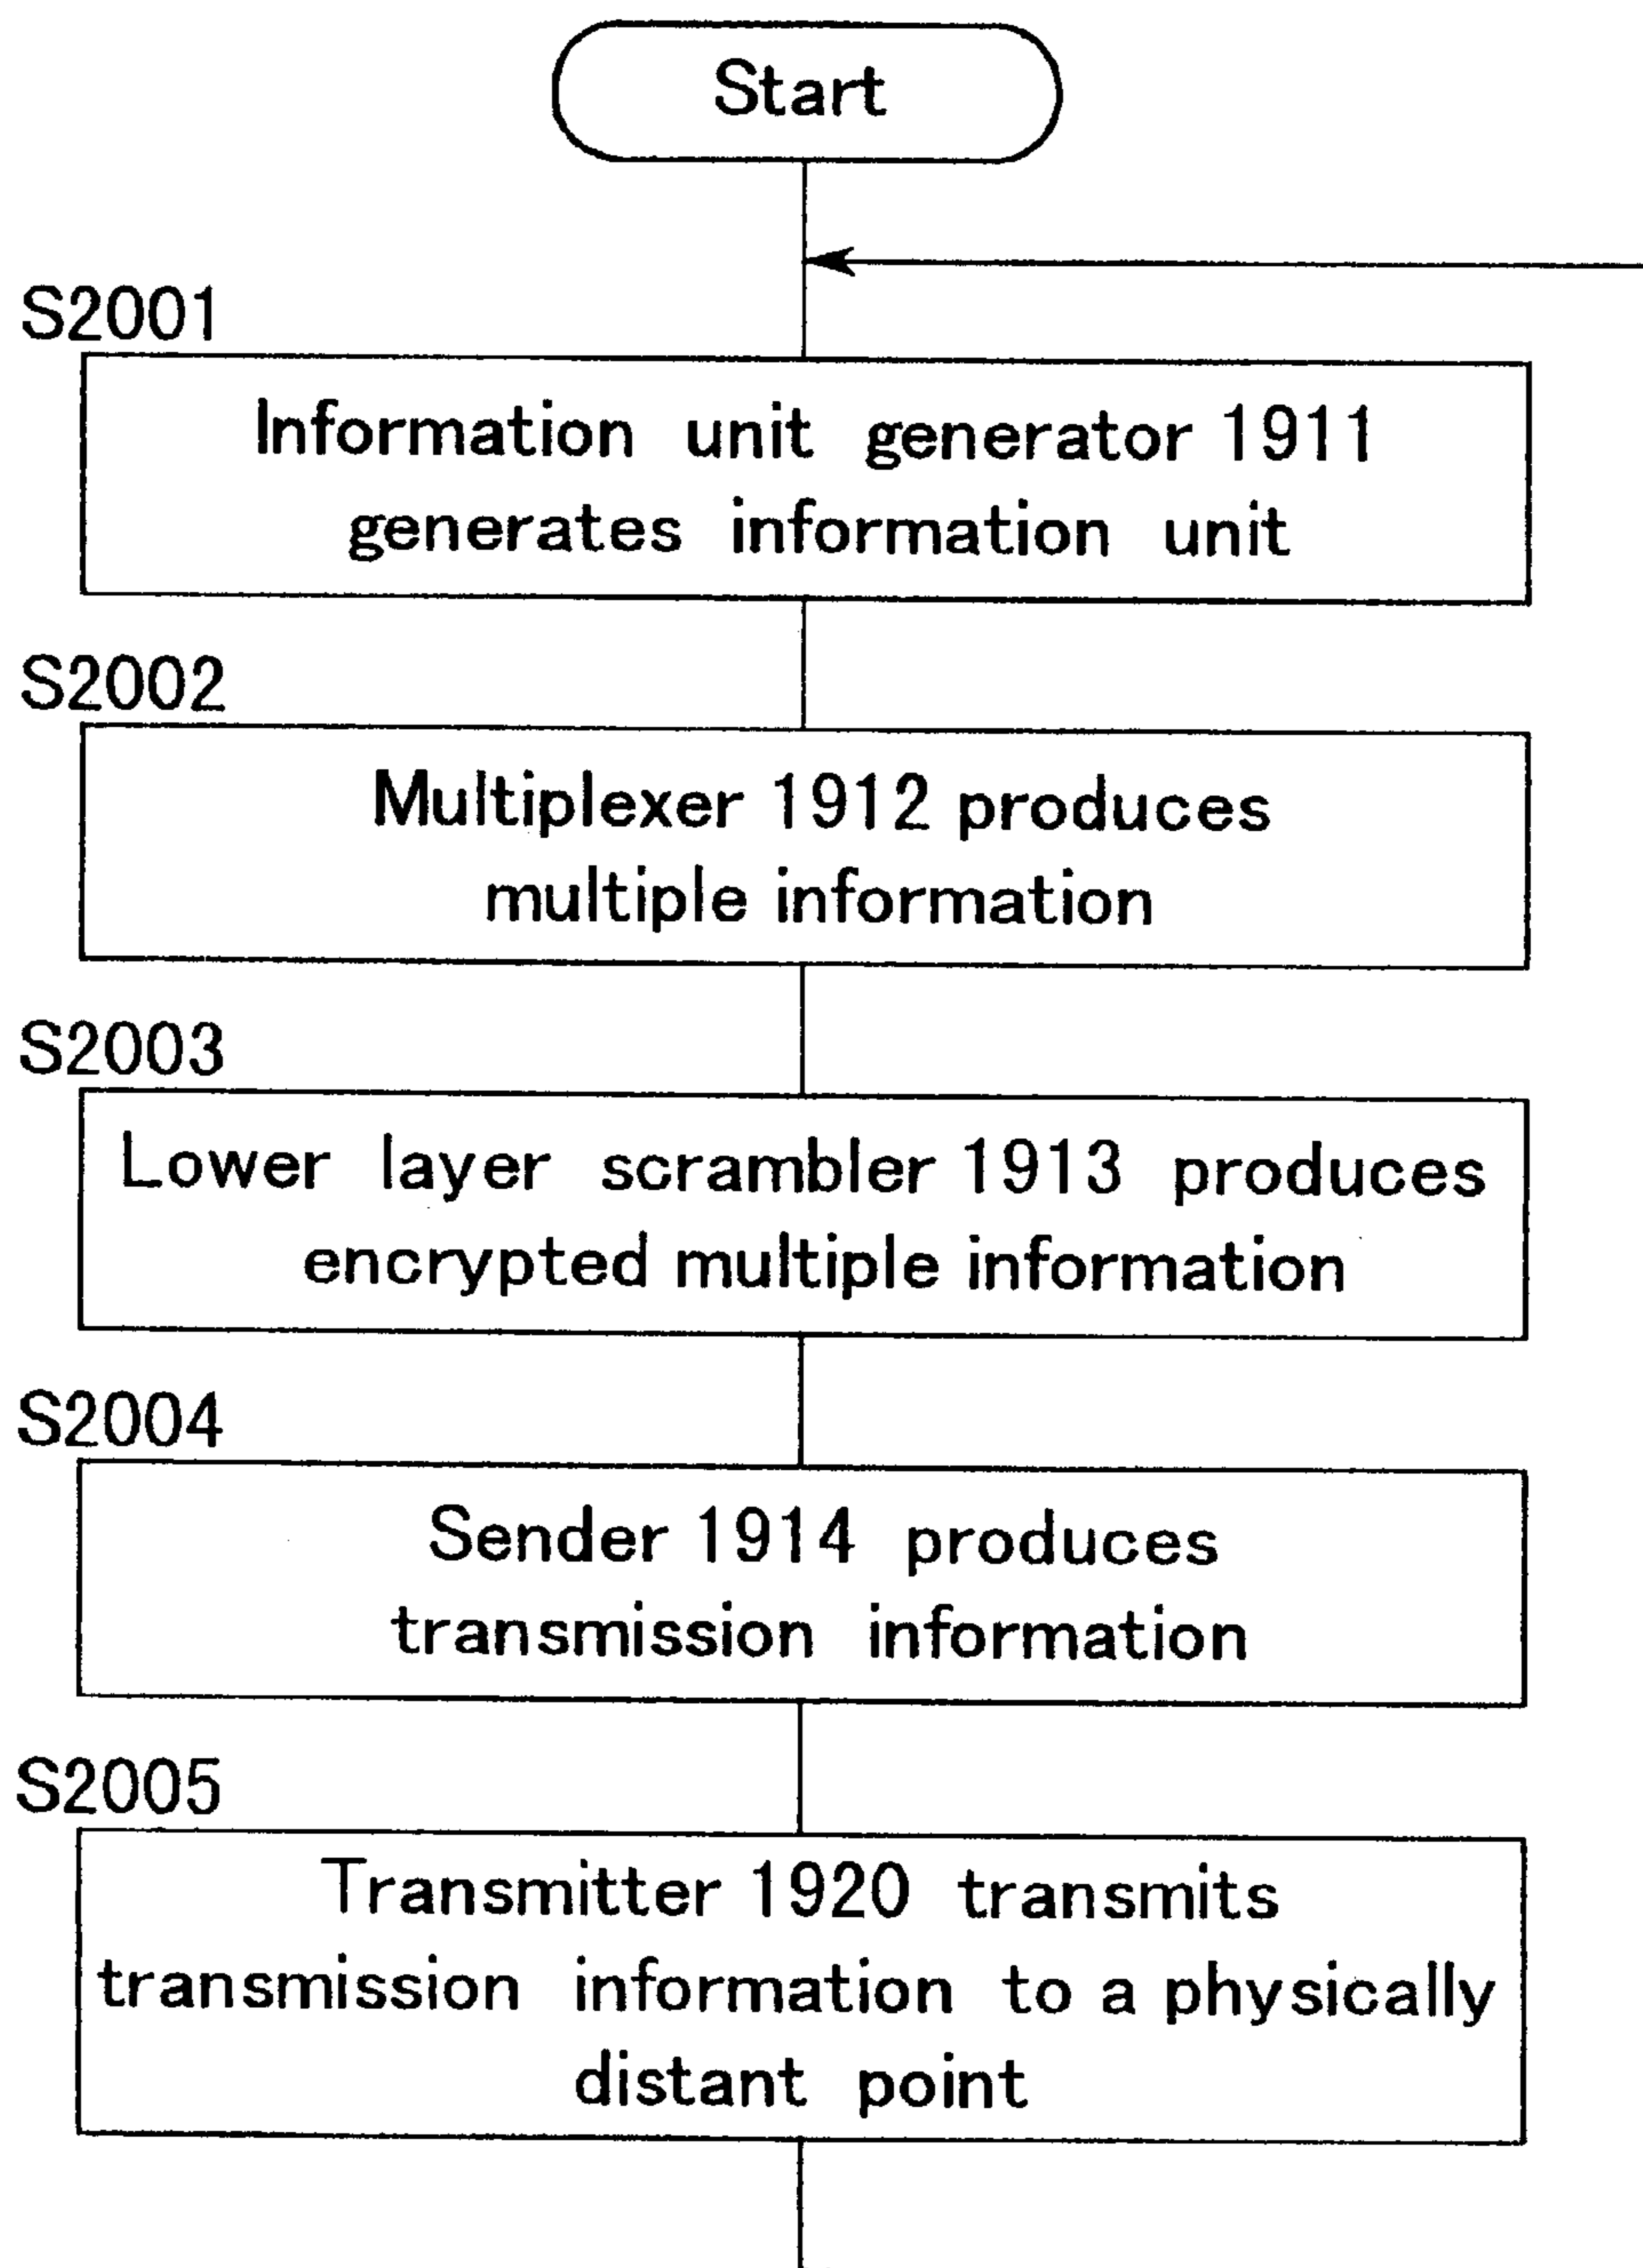 Start
S2001
Information unit generator 1911
generates information unit
S2002
Multiplexer 1912 produces
multiple information
S2003
Lower layer scrambler 1913 produces
encrypted multiple information
S2004
Sender 1914 produces
transmission information
S2005
Transmitter 1920 transmits
transmission information to a physically
distant point